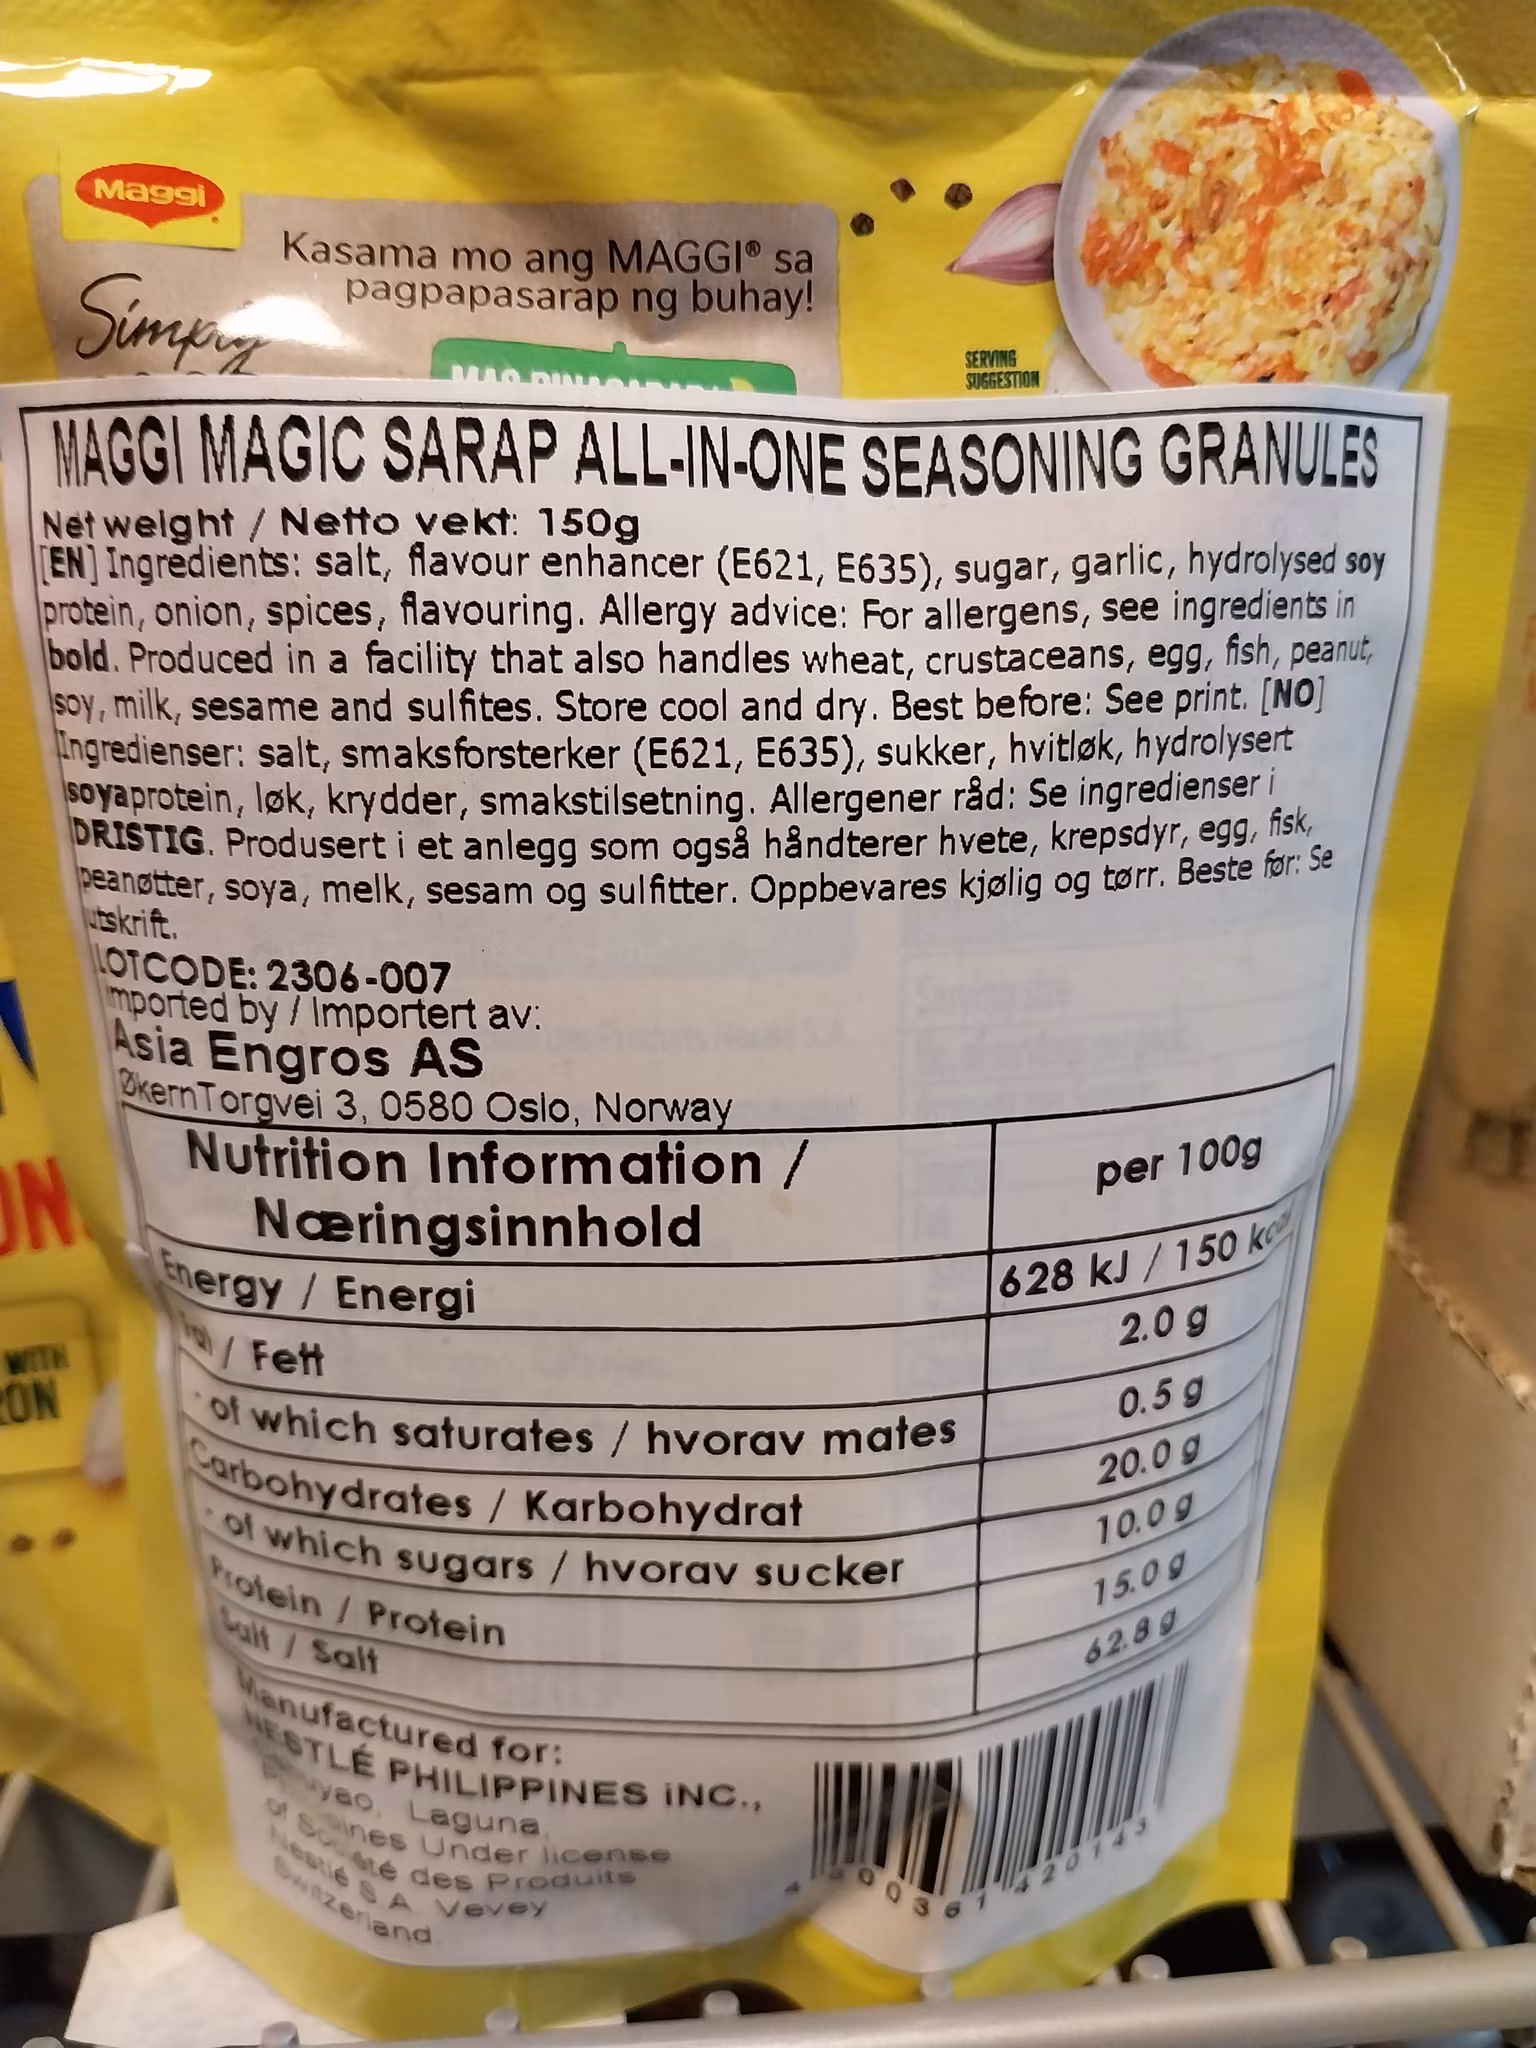 Maggi
Kasama mo ang MAGGI® sa
pagpapasarap ng buhay!
Simply
SERVING
SUGGESTION
MAGGI MAGIC SARAP ALL-IN-ONE SEASONING GRANULES
Net weight / Netto vekt: 150g
[EN] Ingredients: salt, flavour enhancer (E621, E635), sugar, garlic, hydrolysed soy
protein, onion, spices, flavouring. Allergy advice: For allergens, see ingredients in
bold. Produced in a facility that also handles wheat, crustaceans, egg, fish, peanut,
soy, milk, sesame and sulfites. Store cool and dry. Best before: See print. [NO]
Ingredienser: salt, smaksforsterker (E621, E635), sukker, hvitløk, hydrolysert
soyaprotein, løk, krydder, smakstilsetning. Allergener råd: Se ingredienser i
DRISTIG. Produsert i et anlegg som også håndterer hvete, krepsdyr, egg, fisk,
peanøtter, soya, melk, sesam og sulfitter. Oppbevares kjølig og tørr. Beste før: Se
utskrift.
LOTCODE: 2306-007
Imported by / Importert av:
Asia Engros AS
ØkernTorgvei 3, 0580 Oslo, Norway
Nutrition Information / per 100g
Næringsinnhold
Energy / Energi 628 kJ / 150 kcal
Fat / Fett 2.0 g
- of which saturates / hvorav mates 0.5 g
Carbohydrates / Karbohydrat 20.0 g
- of which sugars / hvorav sucker 10.0 g
Protein / Protein 15.0 g
Salt / Salt 62.8 g
Manufactured for:
NESTLÉ PHILIPPINES INC.,
Laguna,
Under license
of Société des Produits
Nestlé S.A. Vevey
Switzerland
4 800361 420143
WITH